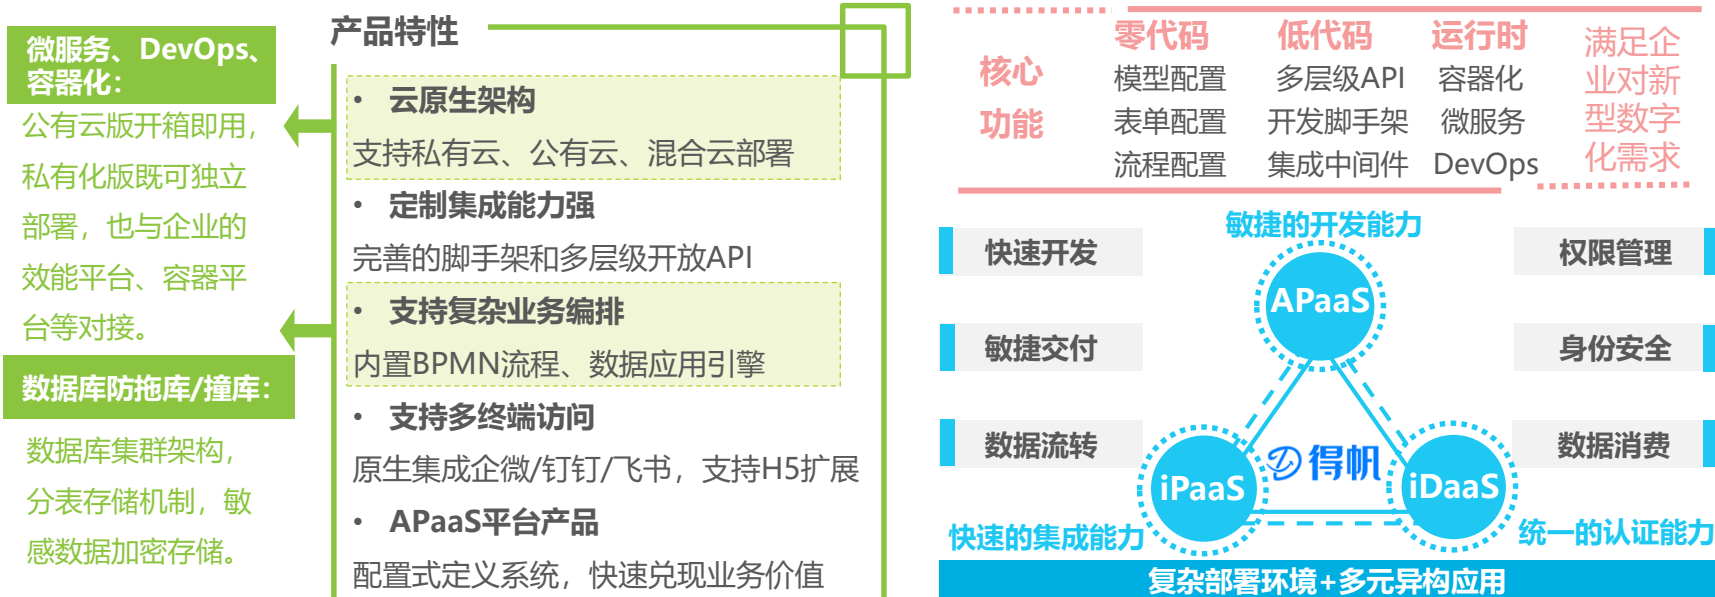 微服务、DevOps、
容器化：
公有云版开箱即用，
私有化版既可独立
部署，也与企业的
效能平台、容器平
台等对接。
数据库防拖库/撞库：
数据库集群架构，
分表存储机制，敏
感数据加密存储。
产品特性
• 云原生架构
支持私有云、公有云、混合云部署
• 定制集成能力强
完善的脚手架和多层级开放API
• 支持复杂业务编排
内置BPMN流程、数据应用引擎
• 支持多终端访问
原生集成企微/钉钉/飞书，支持H5扩展
• APaaS平台产品
配置式定义系统，快速兑现业务价值
核心
功能
零代码
模型配置
表单配置
流程配置
低代码
多层级API
开发脚手架
集成中间件
运行时
容器化
微服务
DevOps
满足企
业对新
型数字
化需求
敏捷的开发能力
快速开发
敏捷交付
数据流转
APaaS
iPaaS
得帆
iDaaS
权限管理
身份安全
数据消费
快速的集成能力
统一的认证能力
复杂部署环境+多元异构应用